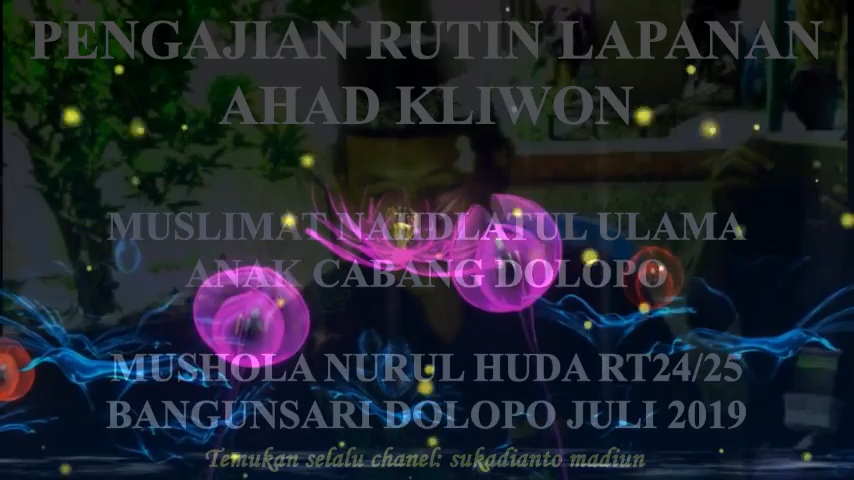 PENGAJIAN RUTIN LAPANAN
AHAD KLIWON
MUSLIMAT NAHDLATUL ULAMA
ANAK CABANG DOLOPO
MUSHOLA NURUL HUDA RT24/25
BANGUNSARI DOLOPO JULI 2019
Temukan selalu chanel: sukadianto madiun